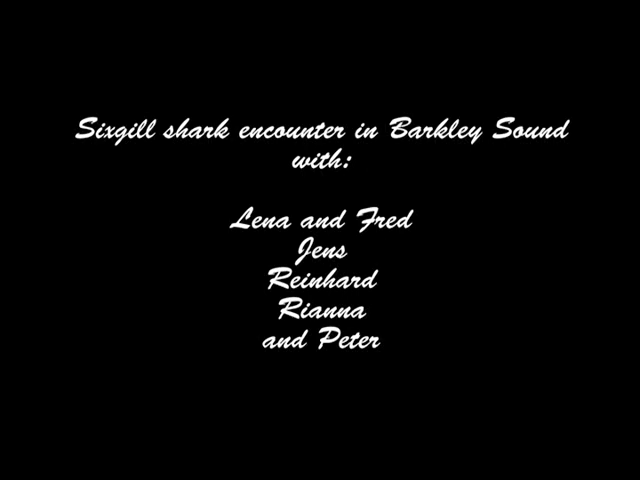 Sixgill shark encounter in Barkley Sound
with:
Lena and Fred
Jens
Reinhard
Rianna
and Peter